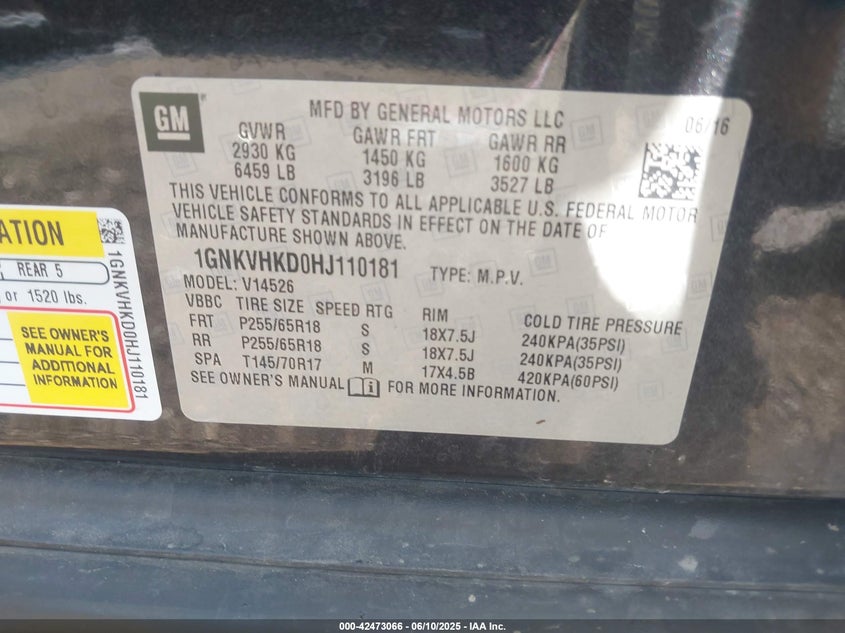 GM
MFD BY GENERAL MOTORS LLC
06/16
GVWR GAWR FRT GAWR RR
2930 KG 1450 KG 1600 KG
6459 LB 3196 LB 3527 LB
THIS VEHICLE CONFORMS TO ALL APPLICABLE U.S. FEDERAL MOTOR
VEHICLE SAFETY STANDARDS IN EFFECT ON THE DATE OF
MANUFACTURE SHOWN ABOVE.
1GNKVHKD0HJ110181 TYPE: M.P.V.
MODEL: V14526
VBBC TIRE SIZE SPEED RTG RIM COLD TIRE PRESSURE
FRT P255/65R18 S 18X7.5J 240KPA(35PSI)
RR P255/65R18 S 18X7.5J 240KPA(35PSI)
SPA T145/70R17 M 17X4.5B 420KPA(60PSI)
SEE OWNER'S MANUAL FOR MORE INFORMATION.
ATION
REAR 5
or 1520 lbs.
SEE OWNER'S
MANUAL FOR
ADDITIONAL
INFORMATION
1GNKVHKD0HJ110181
000-42473066 - 06/10/2025 - IAA Inc.